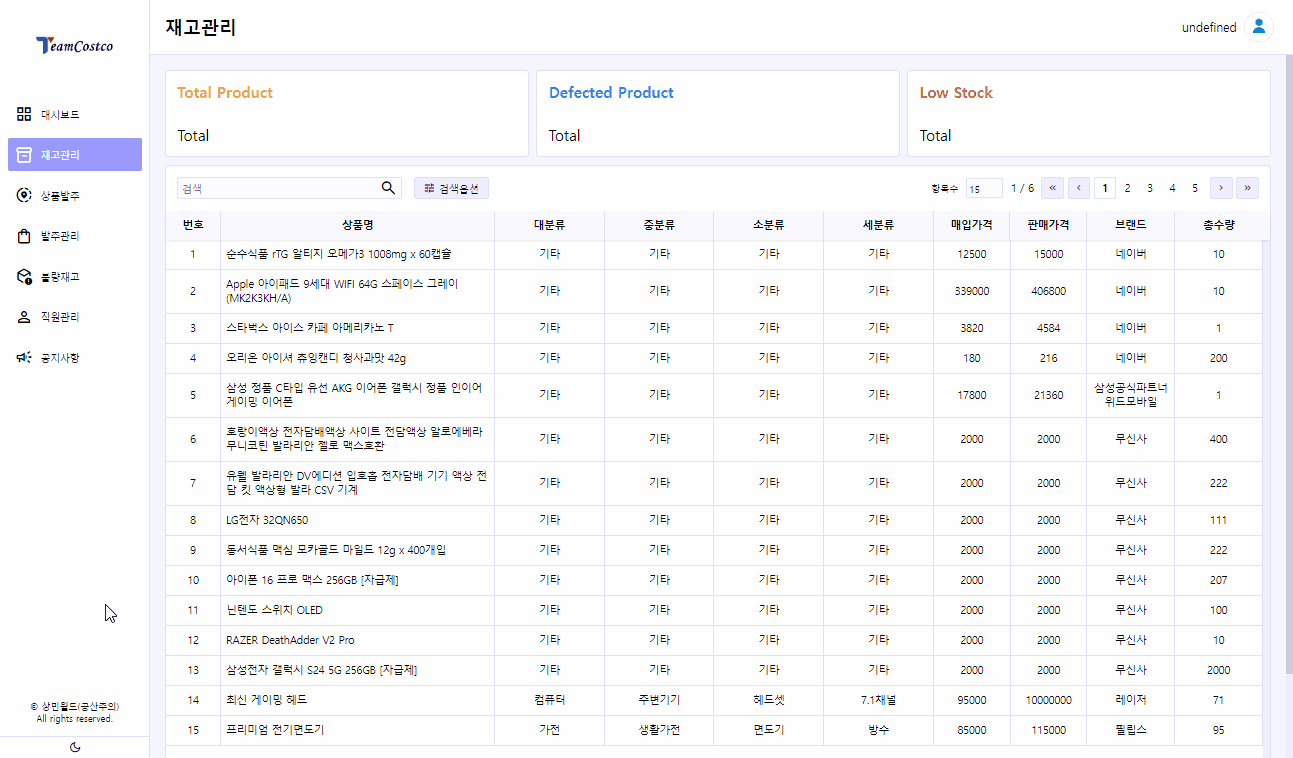 TeamCostco
재고관리
undefined
대시보드
재고관리
상품발주
발주관리
불량재고
직원관리
공지사항
© 상민월드(공산주의)
All rights reserved.
Total Product
Total
Defected Product
Total
Low Stock
Total
검색
검색옵션
항목수 15 1 / 6 « ‹ 1 2 3 4 5 › »
번호 상품명 대분류 중분류 소분류 세분류 매입가격 판매가격 브랜드 총수량
1 순수식품 rTG 알티지 오메가3 1008mg x 60캡슐 기타 기타 기타 기타 12500 15000 네이버 10
2 Apple 아이패드 9세대 WIFI 64G 스페이스 그레이 기타 기타 기타 기타 339000 406800 네이버 10
(MK2K3KH/A)
3 스타벅스 아이스 카페 아메리카노 T 기타 기타 기타 기타 3820 4584 네이버 1
4 오리온 아이셔 츄잉캔디 청사과맛 42g 기타 기타 기타 기타 180 216 네이버 200
5 삼성 정품 C타입 유선 AKG 이어폰 갤럭시 정품 인이어 기타 기타 기타 기타 17800 21360 삼성공식파트너 1
게이밍 이어폰 위드모바일
6 호랑이액상 전자담배액상 사이트 전담액상 알로에베라 기타 기타 기타 기타 2000 2000 무신사 400
무니코틴 발라리안 젤로 맥스호환
7 유웰 발라리안 DV에디션 입호흡 전자담배 기기 액상 전 기타 기타 기타 기타 2000 2000 무신사 222
담 킷 액상형 발라 CSV 기계
8 LG전자 32QN650 기타 기타 기타 기타 2000 2000 무신사 111
9 동서식품 맥심 모카골드 마일드 12g x 400개입 기타 기타 기타 기타 2000 2000 무신사 222
10 아이폰 16 프로 맥스 256GB [자급제] 기타 기타 기타 기타 2000 2000 무신사 207
11 닌텐도 스위치 OLED 기타 기타 기타 기타 2000 2000 무신사 100
12 RAZER DeathAdder V2 Pro 기타 기타 기타 기타 2000 2000 무신사 10
13 삼성전자 갤럭시 S24 5G 256GB [자급제] 기타 기타 기타 기타 2000 2000 무신사 2000
14 최신 게이밍 헤드 컴퓨터 주변기기 헤드셋 7.1채널 95000 10000000 레이저 71
15 프리미엄 전기면도기 가전 생활가전 면도기 방수 85000 115000 필립스 95